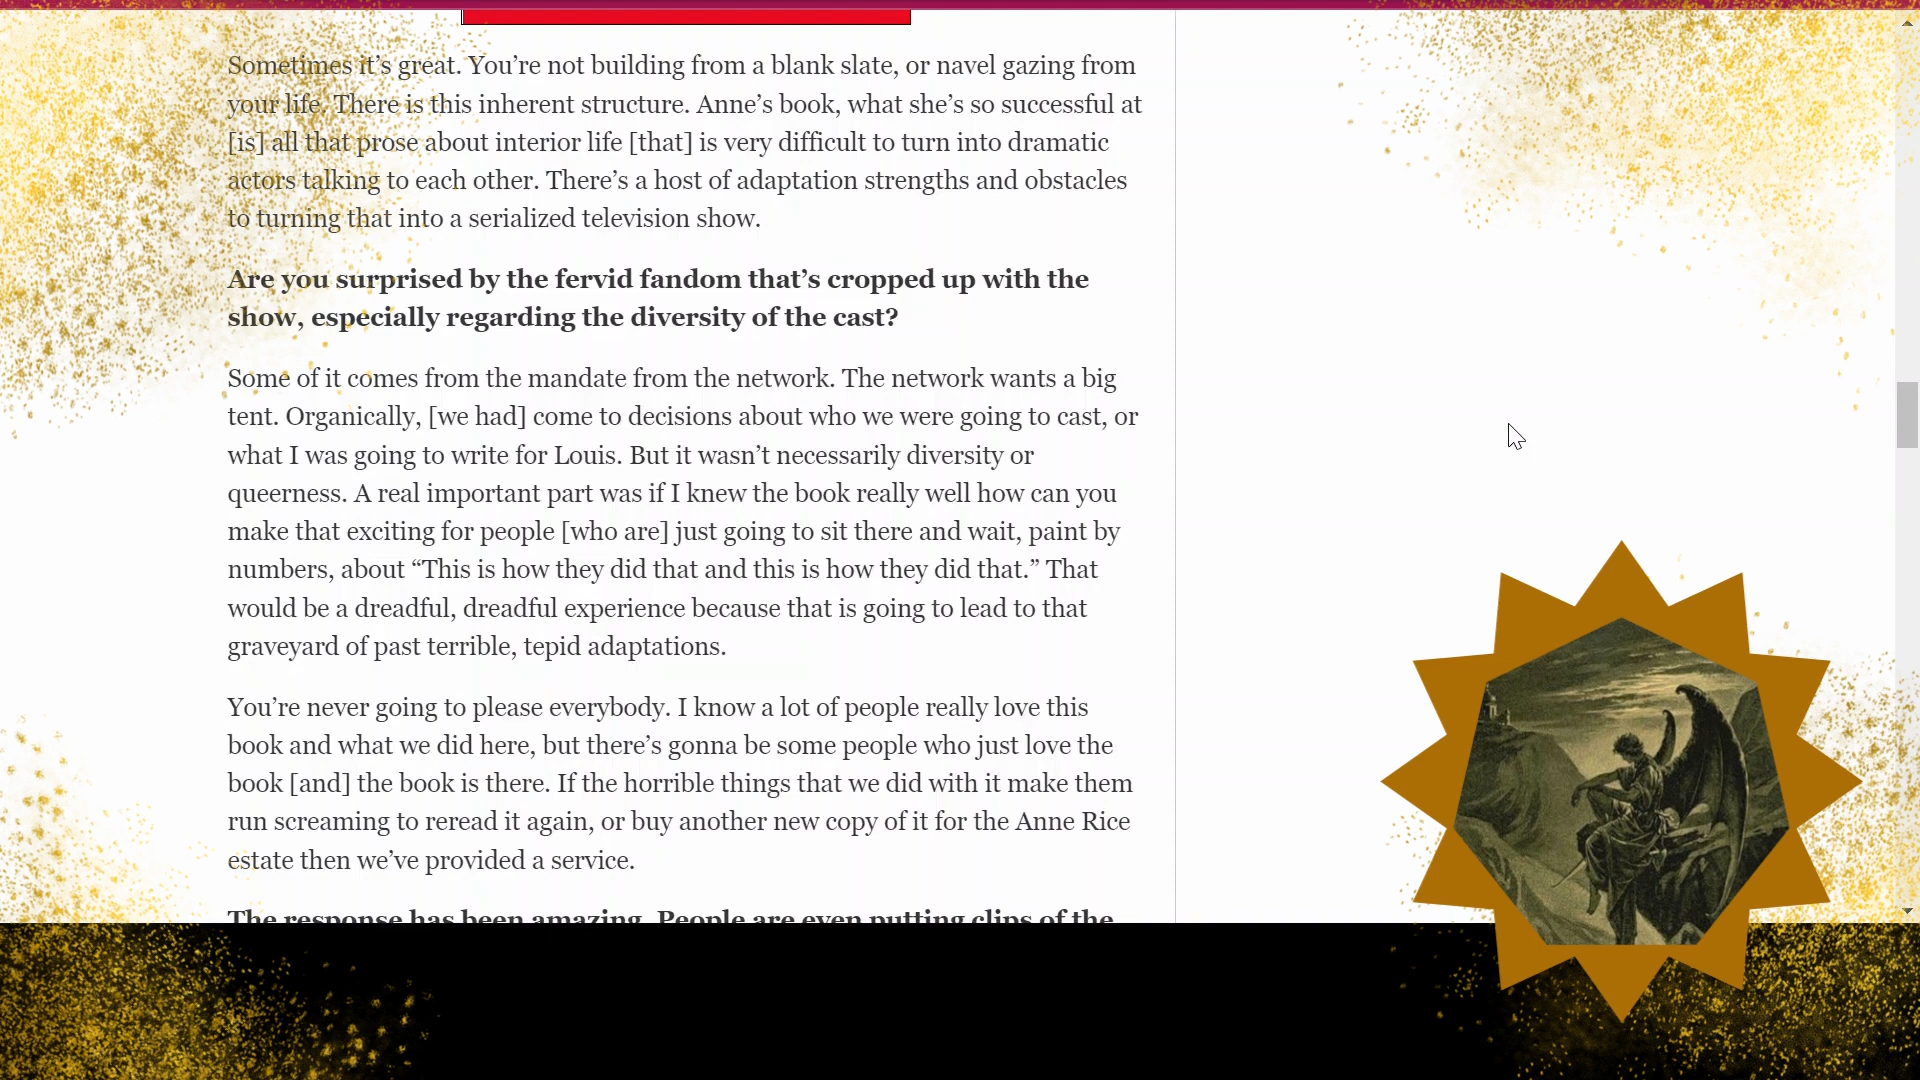 Sometimes it’s great. You’re not building from a blank slate, or navel gazing from
your life. There is this inherent structure. Anne’s book, what she’s so successful at
[is] all that prose about interior life [that] is very difficult to turn into dramatic
actors talking to each other. There’s a host of adaptation strengths and obstacles
to turning that into a serialized television show.
Are you surprised by the fervid fandom that’s cropped up with the
show, especially regarding the diversity of the cast?
Some of it comes from the mandate from the network. The network wants a big
tent. Organically, [we had] come to decisions about who we were going to cast, or
what I was going to write for Louis. But it wasn’t necessarily diversity or
queerness. A real important part was if I knew the book really well how can you
make that exciting for people [who are] just going to sit there and wait, paint by
numbers, about “This is how they did that and this is how they did that.” That
would be a dreadful, dreadful experience because that is going to lead to that
graveyard of past terrible, tepid adaptations.
You’re never going to please everybody. I know a lot of people really love this
book and what we did here, but there’s gonna be some people who just love the
book [and] the book is there. If the horrible things that we did with it make them
run screaming to reread it again, or buy another new copy of it for the Anne Rice
estate then we’ve provided a service.
The response has been amazing. People are even putting clips of the